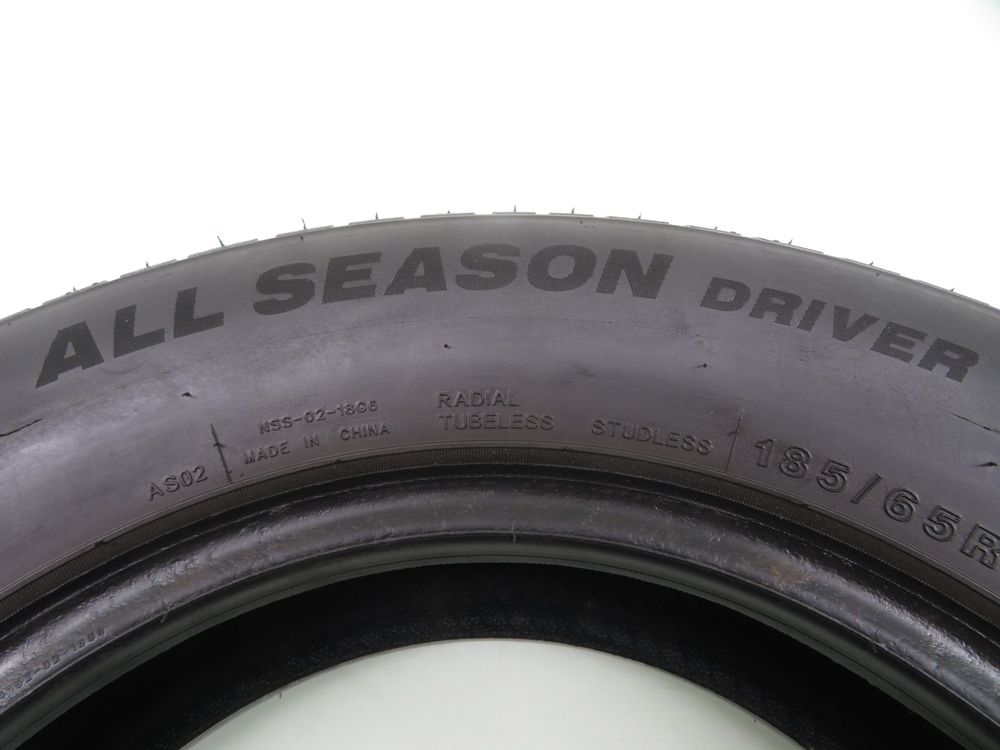 ALL SEASON DRIVER
AS02
NSS-02-18G6
MADE IN CHINA
RADIAL
TUBELESS
STUDLESS
185/65R